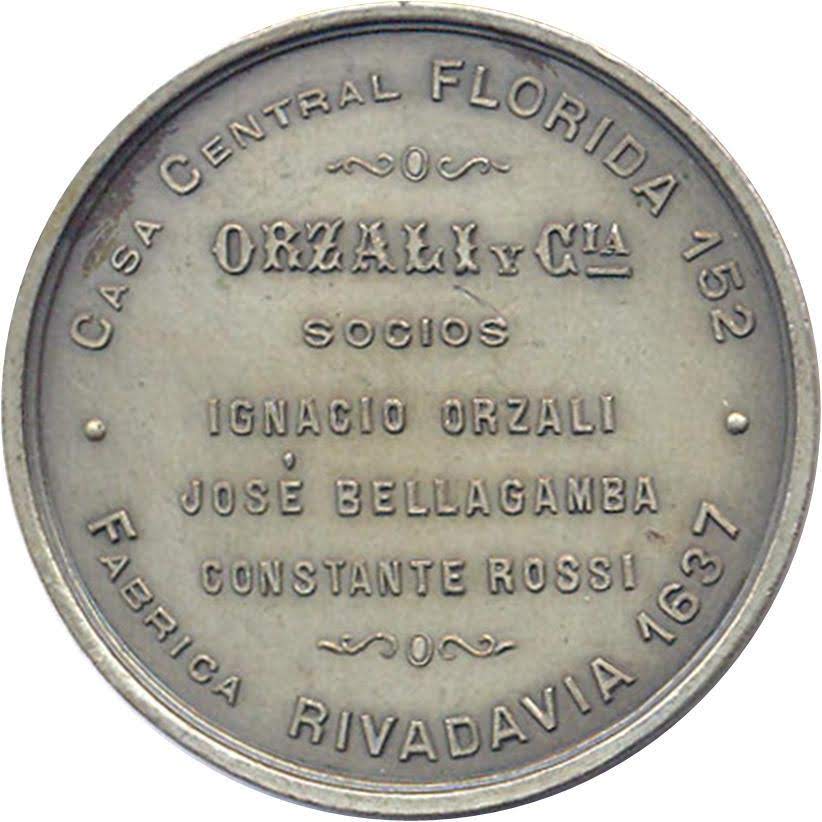 CASA CENTRAL FLORIDA 152
ORZALI Y CIA
SOCIOS
IGNACIO ORZALI
JOSÉ BELLAGAMBA
CONSTANTE ROSSI
FABRICA RIVADAVIA 1637